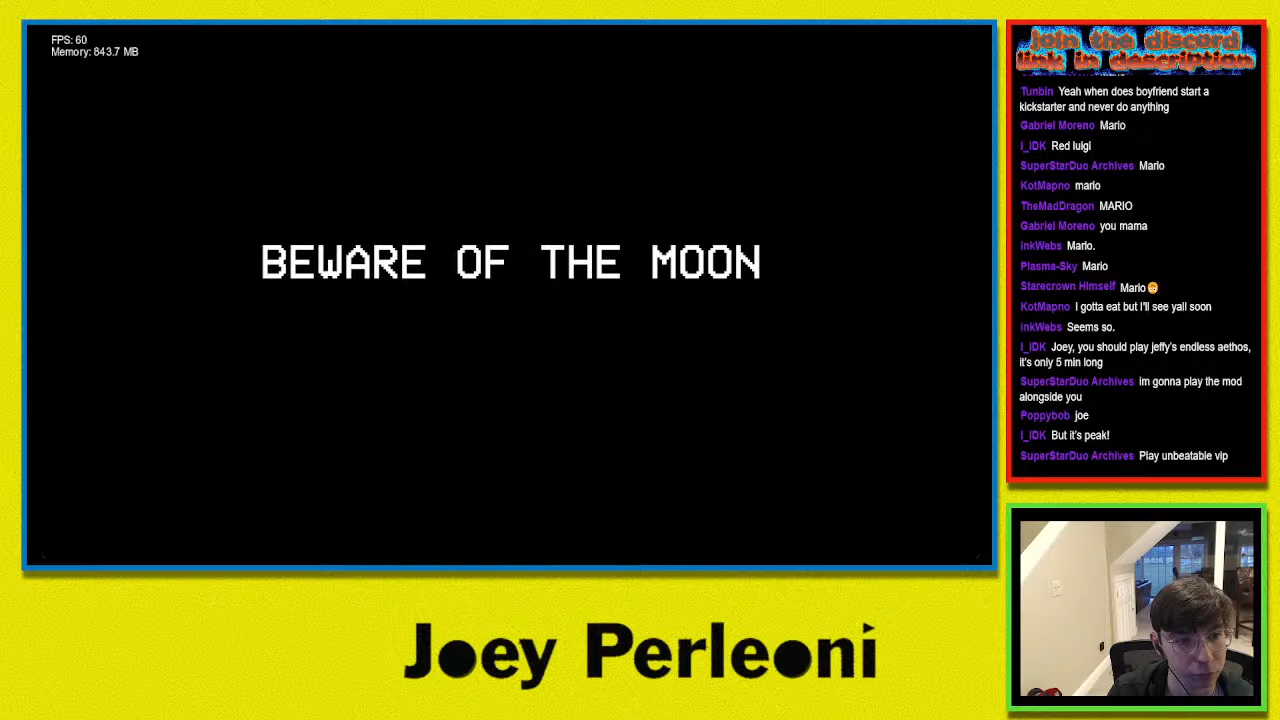 FPS: 60
Memory: 843.7 MB
BEWARE OF THE MOON
join the discord
link in description
Tunbin Yeah when does boyfriend start a
kickstarter and never do anything
Gabriel Moreno Mario
I_IDK Red luigi
SuperStarDuo Archives Mario
KotMapno mario
TheMadDragon MARIO
Gabriel Moreno you mama
inkWebs Mario.
Plasma-Sky Mario
Starecrown Himself Mario
KotMapno I gotta eat but I'll see yall soon
inkWebs Seems so.
I_IDK Joey, you should play jeffy's endless aethos,
it's only 5 min long
SuperStarDuo Archives im gonna play the mod
alongside you
Poppybob joe
I_IDK But it's peak!
SuperStarDuo Archives Play unbeatable vip
Joey Perleoni